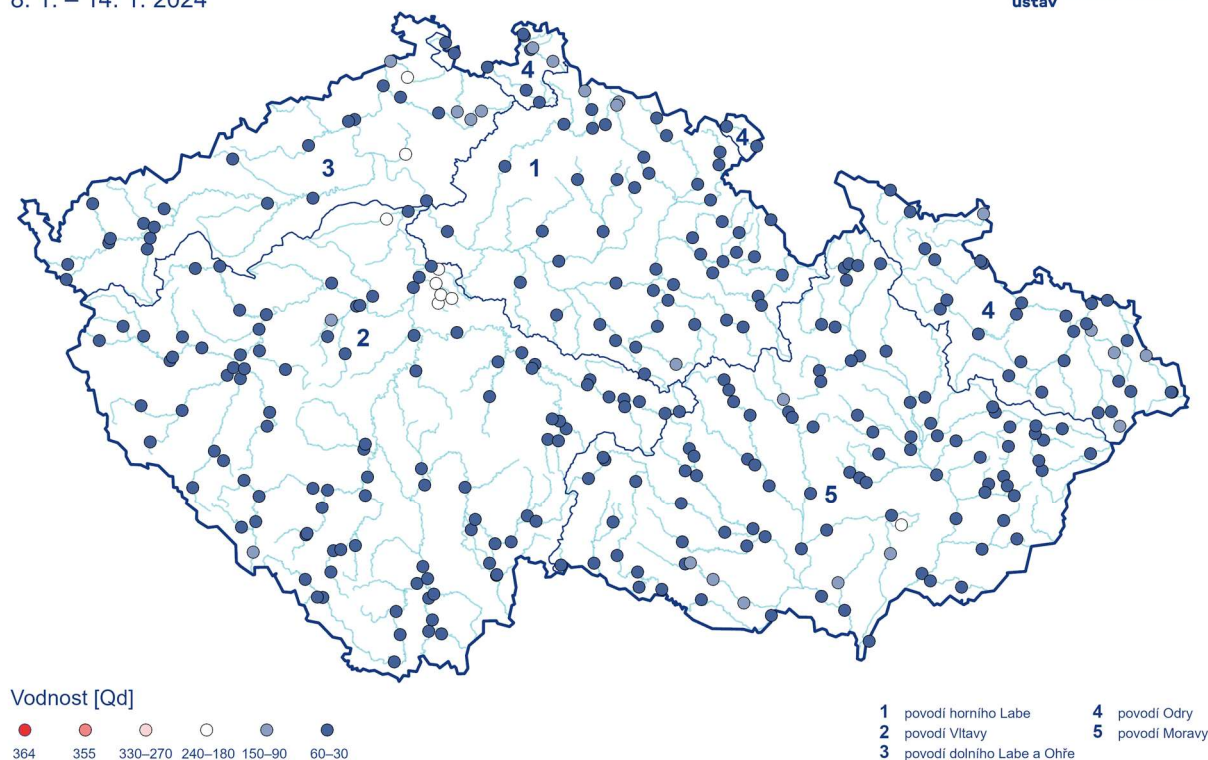 8. 1. – 14. 1. 2024
ústav
4
4
3
1
4
2
5
Vodnost [Qd]
364 355 330–270 240–180 150–90 60–30
1 povodí horního Labe
2 povodí Vltavy
3 povodí dolního Labe a Ohře
4 povodí Odry
5 povodí Moravy